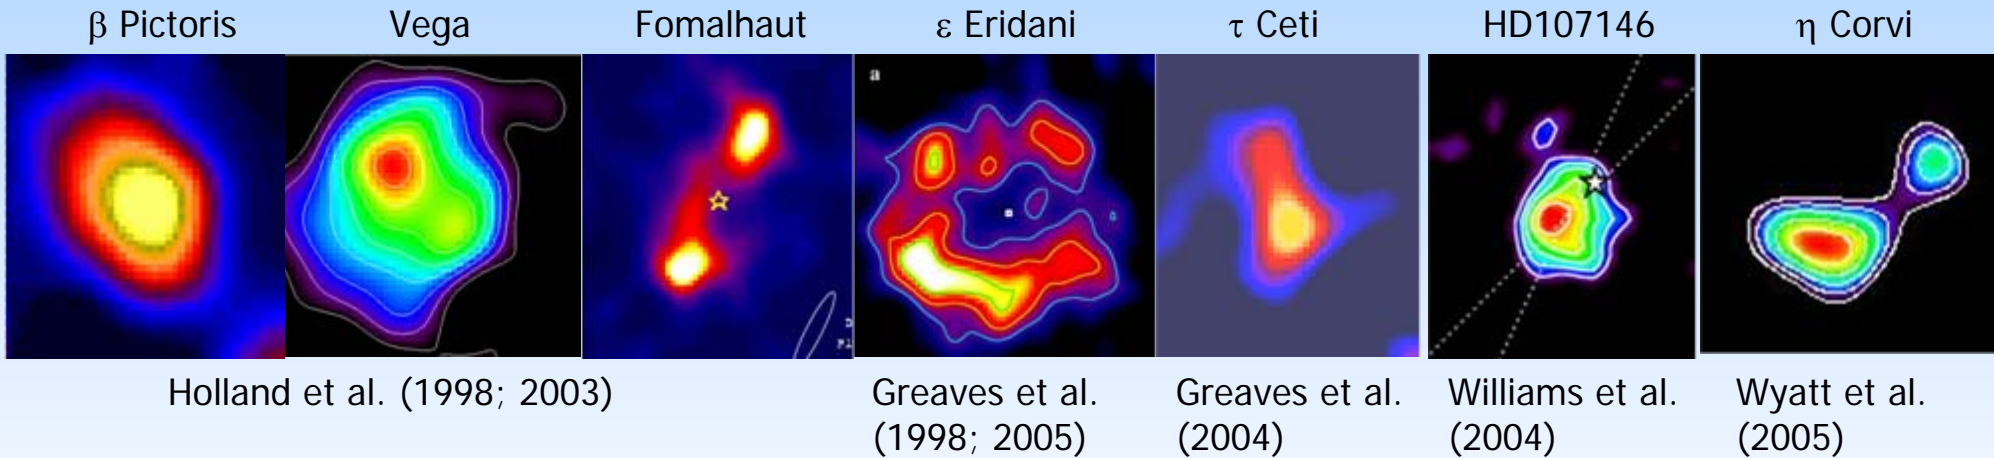 β Pictoris Vega Fomalhaut ε Eridani τ Ceti HD107146 η Corvi
a
Holland et al. (1998; 2003)
Greaves et al.
(1998; 2005)
Greaves et al.
(2004)
Williams et al.
(2004)
Wyatt et al.
(2005)